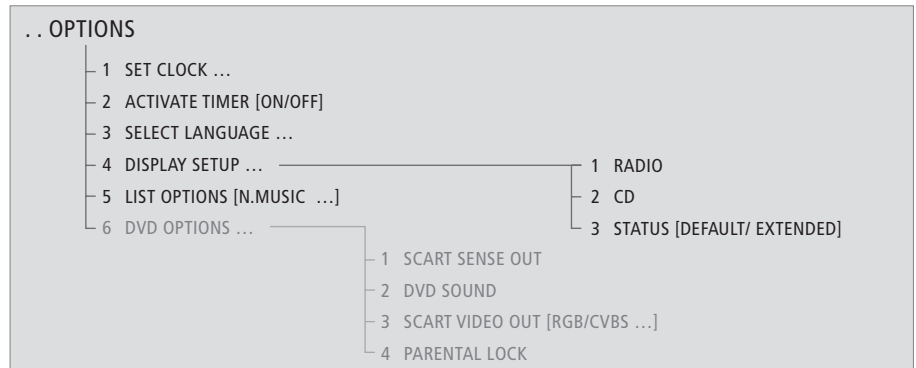 . . OPTIONS
1 SET CLOCK ...
2 ACTIVATE TIMER [ON/OFF]
3 SELECT LANGUAGE ...
4 DISPLAY SETUP ... 1 RADIO
5 LIST OPTIONS [N.MUSIC ...] 2 CD
6 DVD OPTIONS ... 3 STATUS [DEFAULT/ EXTENDED]
1 SCART SENSE OUT
2 DVD SOUND
3 SCART VIDEO OUT [RGB/CVBS ...]
4 PARENTAL LOCK